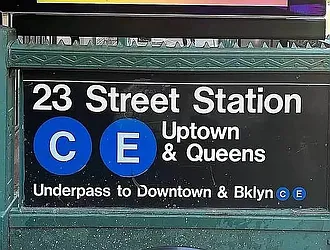 23 Street Station
C E Uptown
& Queens
Underpass to Downtown & Bklyn C E